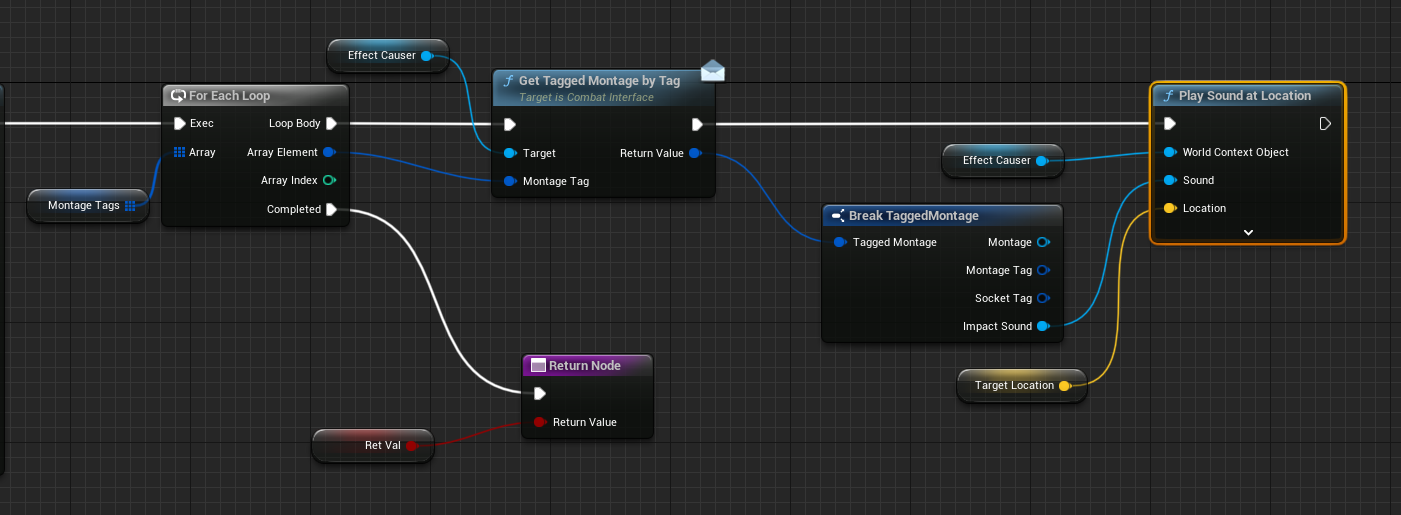 Effect Causer
For Each Loop
Exec
Loop Body
Array
Array Element
Array Index
Completed
Montage Tags
Get Tagged Montage by Tag
Target is Combat Interface
Target
Return Value
Montage Tag
Effect Causer
Break TaggedMontage
Tagged Montage
Montage
Montage Tag
Socket Tag
Impact Sound
Target Location
Play Sound at Location
World Context Object
Sound
Location
Return Node
Return Value
Ret Val